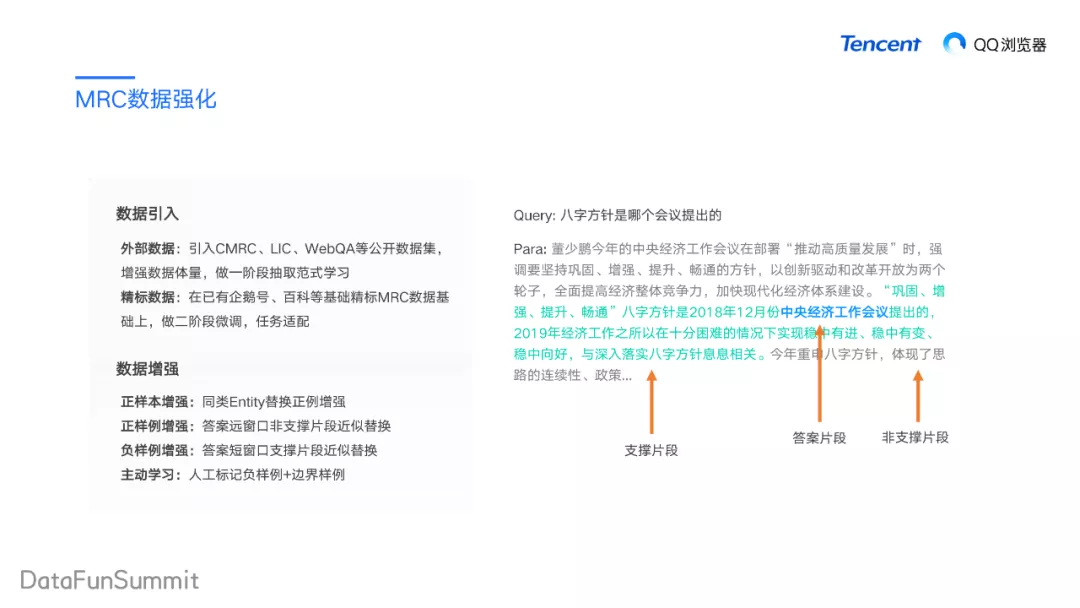 Tencent QQ浏览器
MRC数据强化
数据引入
外部数据：引入CMRC、LIC、WebQA等公开数据集，
增强数据体量，做一阶段抽取范式学习
精标数据：在已有企鹅号、百科等基础精标MRC数据基
础上，做二阶段微调，任务适配
数据增强
正样本增强：同类Entity替换正例增强
正样例增强：答案远窗口非支撑片段近似替换
负样例增强：答案短窗口支撑片段近似替换
主动学习：人工标记负样例+边界样例
Query: 八字方针是哪个会议提出的
Para: 董少鹏今年的中央经济工作会议在部署“推动高质量发展”时，强
调要坚持巩固、增强、提升、畅通的方针，以创新驱动和改革开放为两个
轮子，全面提高经济整体竞争力，加快现代化经济体系建设。“巩固、增
强、提升、畅通”八字方针是2018年12月份中央经济工作会议提出的，
2019年经济工作之所以在十分困难的情况下实现稳中有进、稳中有变、
稳中向好，与深入落实八字方针息息相关。今年重申八字方针，体现了思
路的连续性、政策...
支撑片段
答案片段
非支撑片段
DataFunSummit